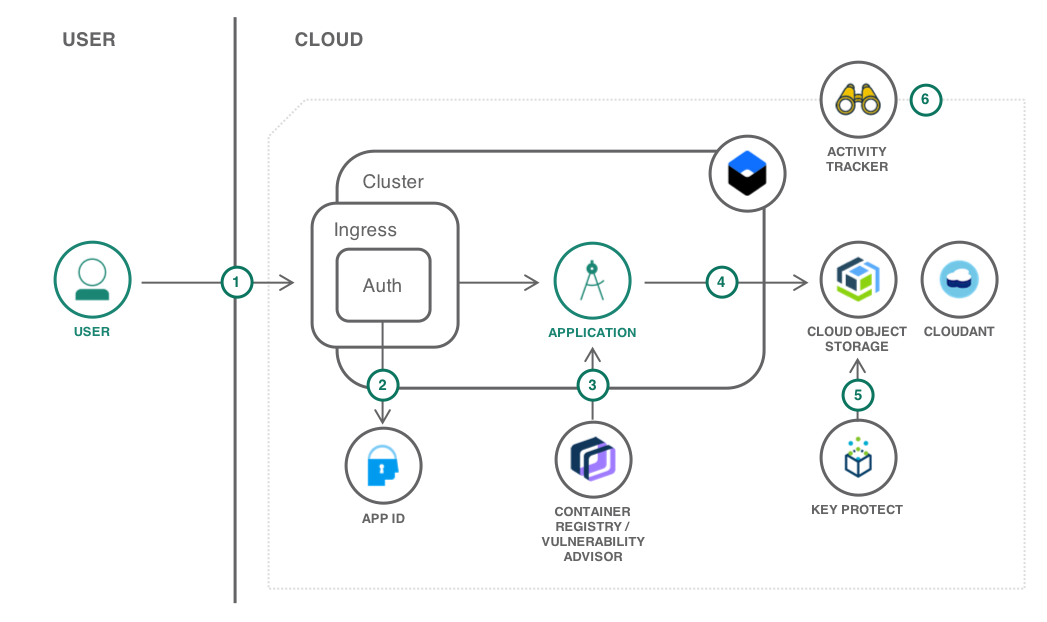 USER
CLOUD
6
ACTIVITY
TRACKER
Cluster
Ingress
Auth
1
4
USER
APPLICATION
CLOUD OBJECT
STORAGE
CLOUDANT
2
3
5
APP ID
CONTAINER
REGISTRY /
VULNERABILITY
ADVISOR
KEY PROTECT